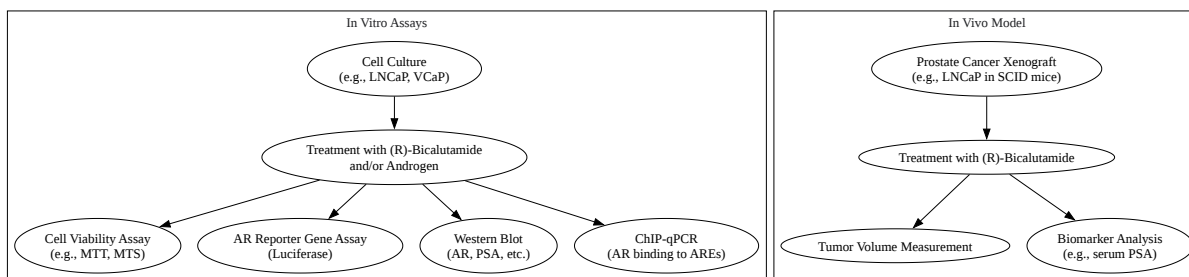 In Vitro Assays
Cell Culture
(e.g., LNCaP, VCaP)
Treatment with (R)-Bicalutamide
and/or Androgen
Cell Viability Assay
(e.g., MTT, MTS)
AR Reporter Gene Assay
(Luciferase)
Western Blot
(AR, PSA, etc.)
ChIP-qPCR
(AR binding to AREs)
In Vivo Model
Prostate Cancer Xenograft
(e.g., LNCaP in SCID mice)
Treatment with (R)-Bicalutamide
Tumor Volume Measurement
Biomarker Analysis
(e.g., serum PSA)